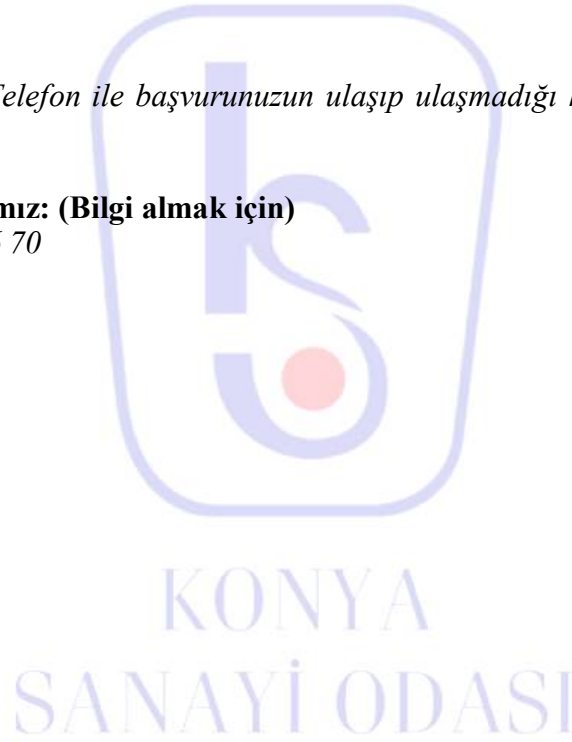 Telefon ile başvurunuzun ulaşıp ulaşmadığı
mız: (Bilgi almak için)
70
KONYA
SANAYİ ODASI